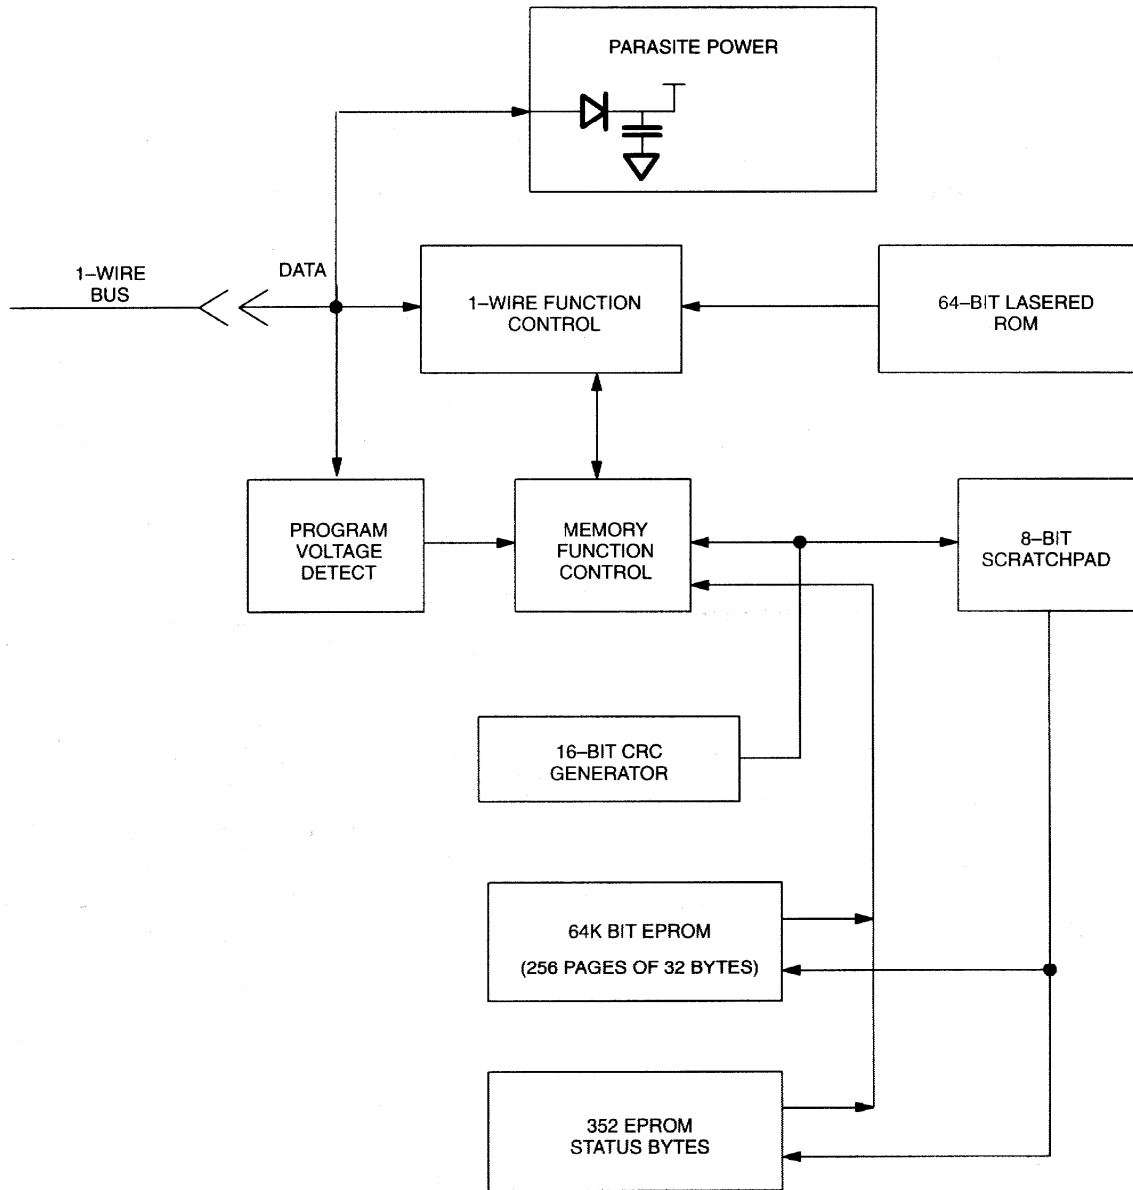 PARASITE POWER
1–WIRE
BUS
DATA
1–WIRE FUNCTION
CONTROL
64–BIT LASERED
ROM
PROGRAM
VOLTAGE
DETECT
MEMORY
FUNCTION
CONTROL
8–BIT
SCRATCHPAD
16–BIT CRC
GENERATOR
64K BIT EPROM
(256 PAGES OF 32 BYTES)
352 EPROM
STATUS BYTES